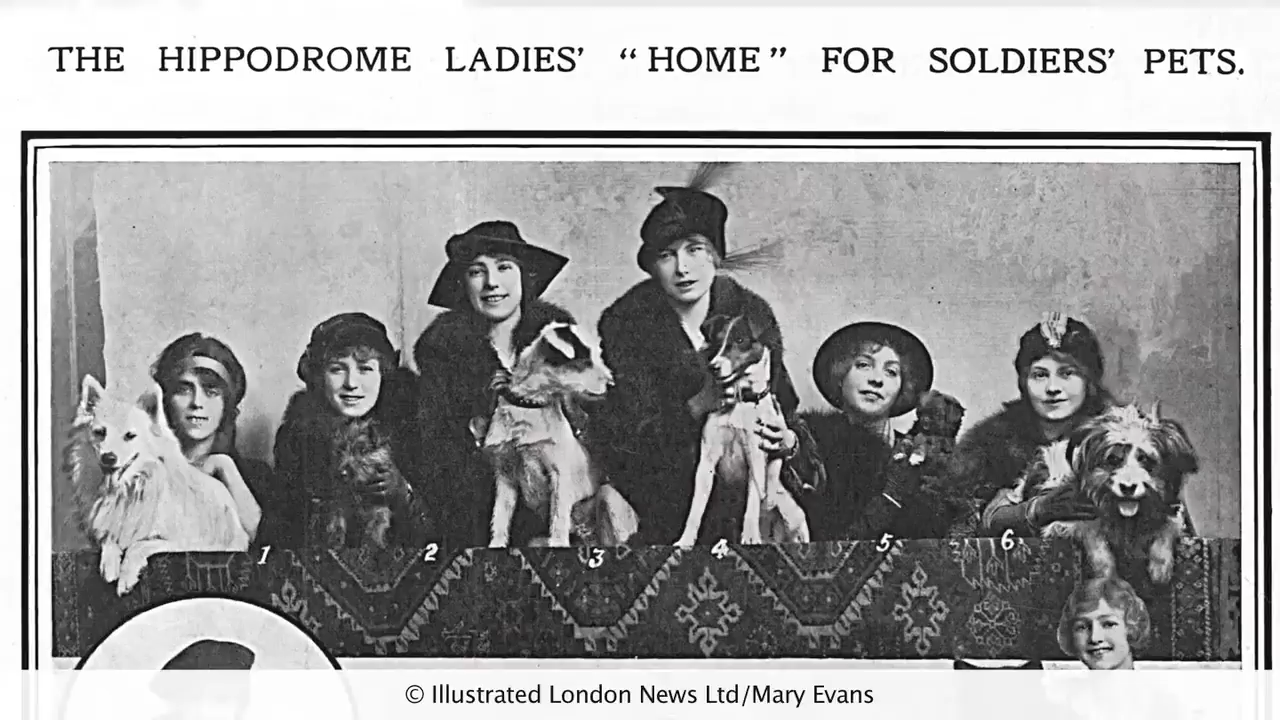 THE HIPPODROME LADIES' “HOME” FOR SOLDIERS' PETS.
1 2 3 4 5 6
© Illustrated London News Ltd/Mary Evans